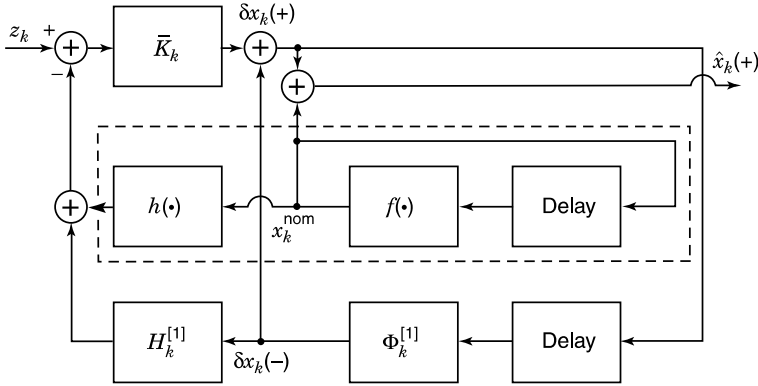 δx_k(+)
z_k + + K̄_k +
−
+ x̂_k(+)
+ h(•) x_k^nom f(•) Delay
H_k^[1] δx_k(−) Φ_k^[1] Delay